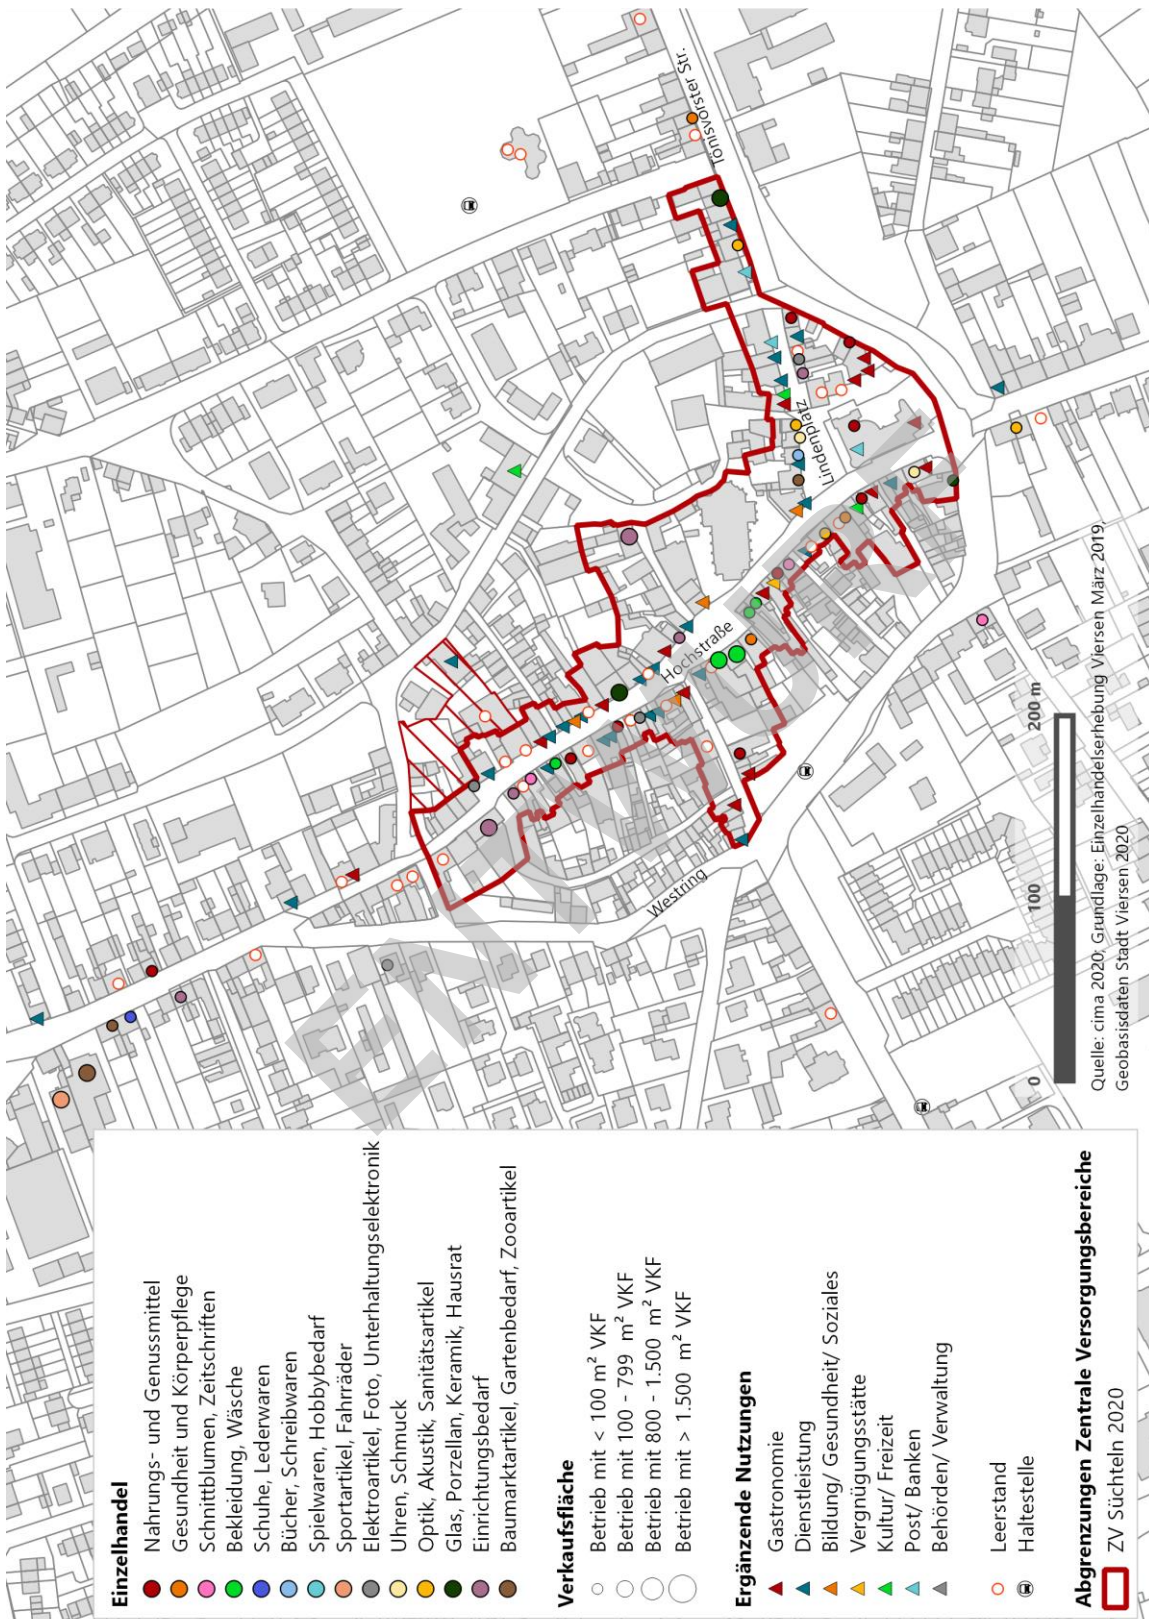 Einzelhandel
Nahrungs- und Genussmittel
Gesundheit und Körperpflege
Schnittblumen, Zeitschriften
Bekleidung, Wäsche
Schuhe, Lederwaren
Bücher, Schreibwaren
Spielwaren, Hobbybedarf
Sportartikel, Fahrräder
Elektroartikel, Foto, Unterhaltungselektronik
Uhren, Schmuck
Optik, Akustik, Sanitätsartikel
Glas, Porzellan, Keramik, Hausrat
Einrichtungsbedarf
Baumarktartikel, Gartenbedarf, Zooartikel
Verkaufsfläche
Betrieb mit < 100 m² VKF
Betrieb mit 100 - 799 m² VKF
Betrieb mit 800 - 1.500 m² VKF
Betrieb mit > 1.500 m² VKF
Ergänzende Nutzungen
Gastronomie
Dienstleistung
Bildung/ Gesundheit/ Soziales
Vergnügungsstätte
Kultur/ Freizeit
Post/ Banken
Behörden/ Verwaltung
Leerstand
Haltestelle
Abgrenzungen Zentrale Versorgungsbereiche
ZV Süchteln 2020
Westring
Hochstraße
Lindenplatz
Tönisvorster Str.
0 100 200 m
Quelle: cima 2020; Grundlage: Einzelhandelserhebung Viersen März 2019,
Geobasisdaten Stadt Viersen 2020